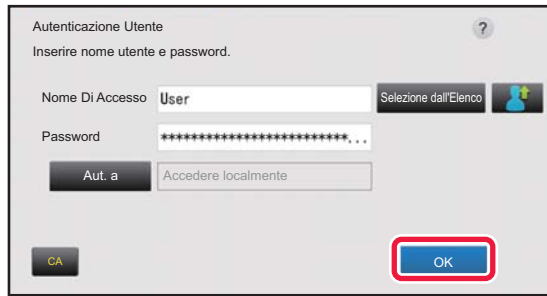 Autenticazione Utente
?
Inserire nome utente e password.
Nome Di Accesso User Selezione dall'Elenco
Password *************************...
Aut. a Accedere localmente
CA OK